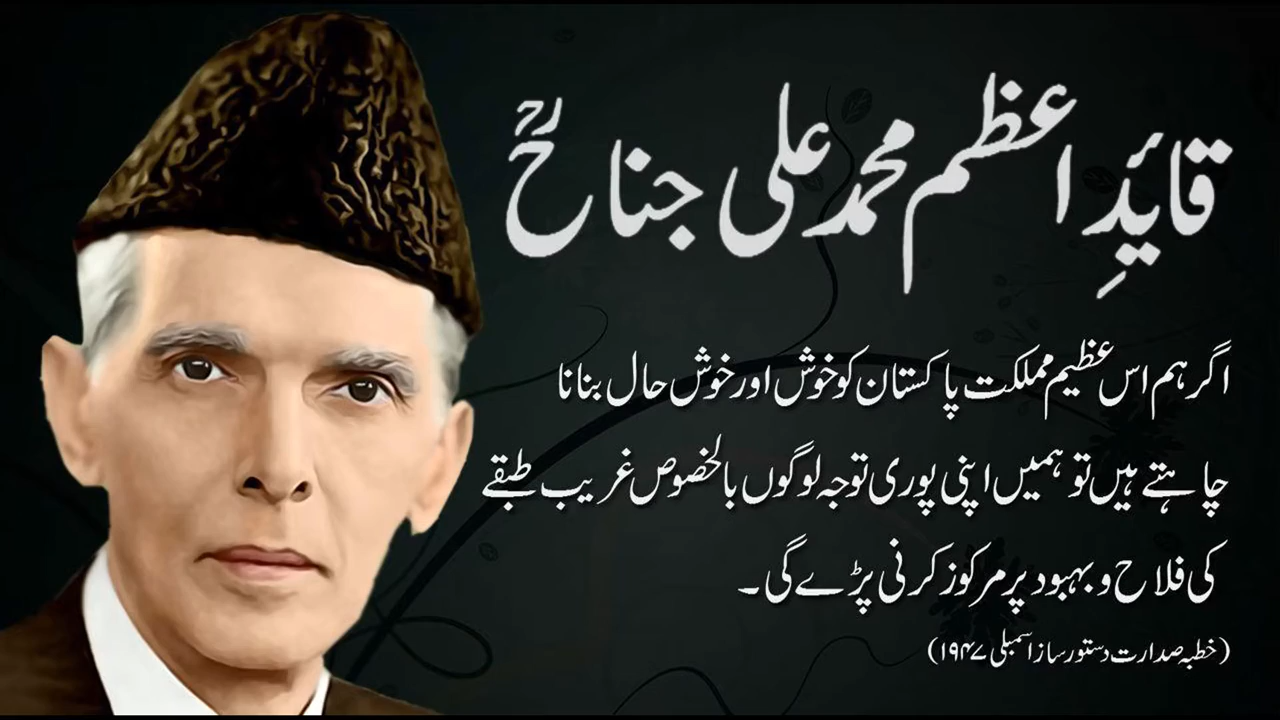 قایدِ اعظم محمد علی جناحؒ
اگر ہم اس عظیم مملکت پاکستان کو خوش اور خوش حال بنانا
چاہتے ہیں تو ہمیں اپنی پوری توجہ لوگوں بالخصوص غریب طبقے
کی فلاح و بہبود پر مرکوز کرنی پڑے گی۔
(خطبہ صدارت دستور ساز اسمبلی ۱۹۴۷)